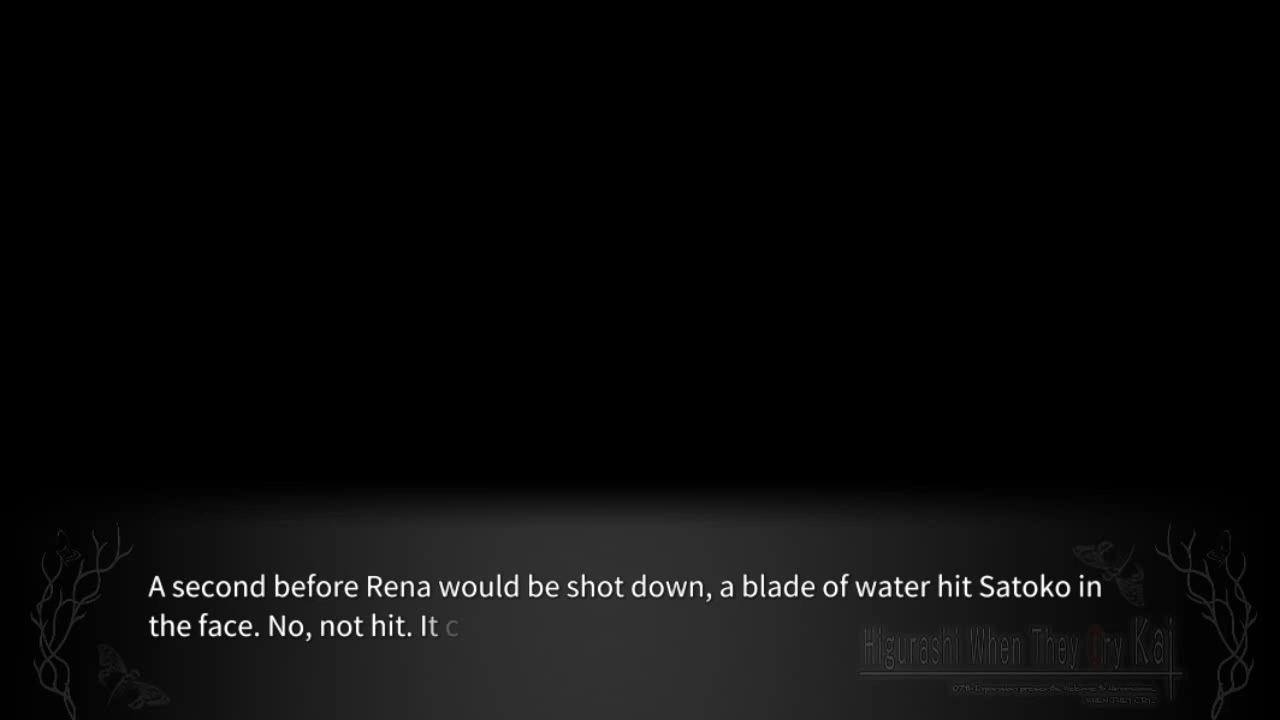 A second before Rena would be shot down, a blade of water hit Satoko in
the face. No, not hit. It c
Higurashi When They Cry Kai